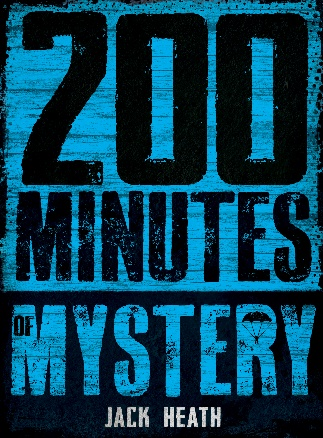 200
MINUTES
OF MYSTERY
JACK HEATH